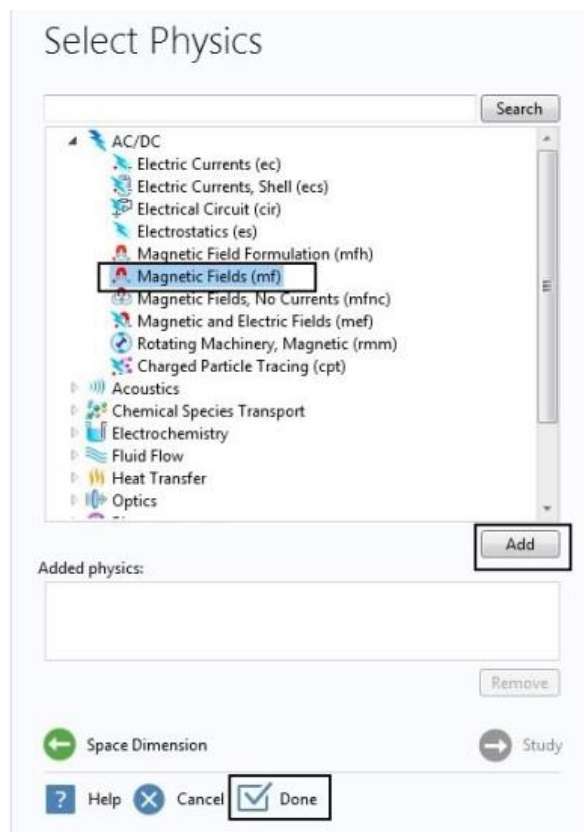 Select Physics
Search
AC/DC
Electric Currents (ec)
Electric Currents, Shell (ecs)
Electrical Circuit (cir)
Electrostatics (es)
Magnetic Field Formulation (mfh)
Magnetic Fields (mf)
Magnetic Fields, No Currents (mfnc)
Magnetic and Electric Fields (mef)
Rotating Machinery, Magnetic (rmm)
Charged Particle Tracing (cpt)
Acoustics
Chemical Species Transport
Electrochemistry
Fluid Flow
Heat Transfer
Optics
Add
Added physics:
Remove
Space Dimension Study
? Help Cancel Done